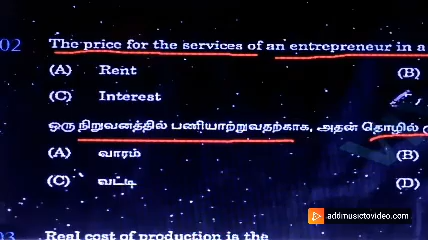 02 The price for the services of an entrepreneur in a
(A) Rent (B)
(C) Interest
ஒரு நிறுவனத்தில் பணியாற்றுவதற்காக, அதன் தொழில்
(A) வாரம் (B)
(C) வட்டி (D)
addmusictovideo.com
03 Real cost of production is the